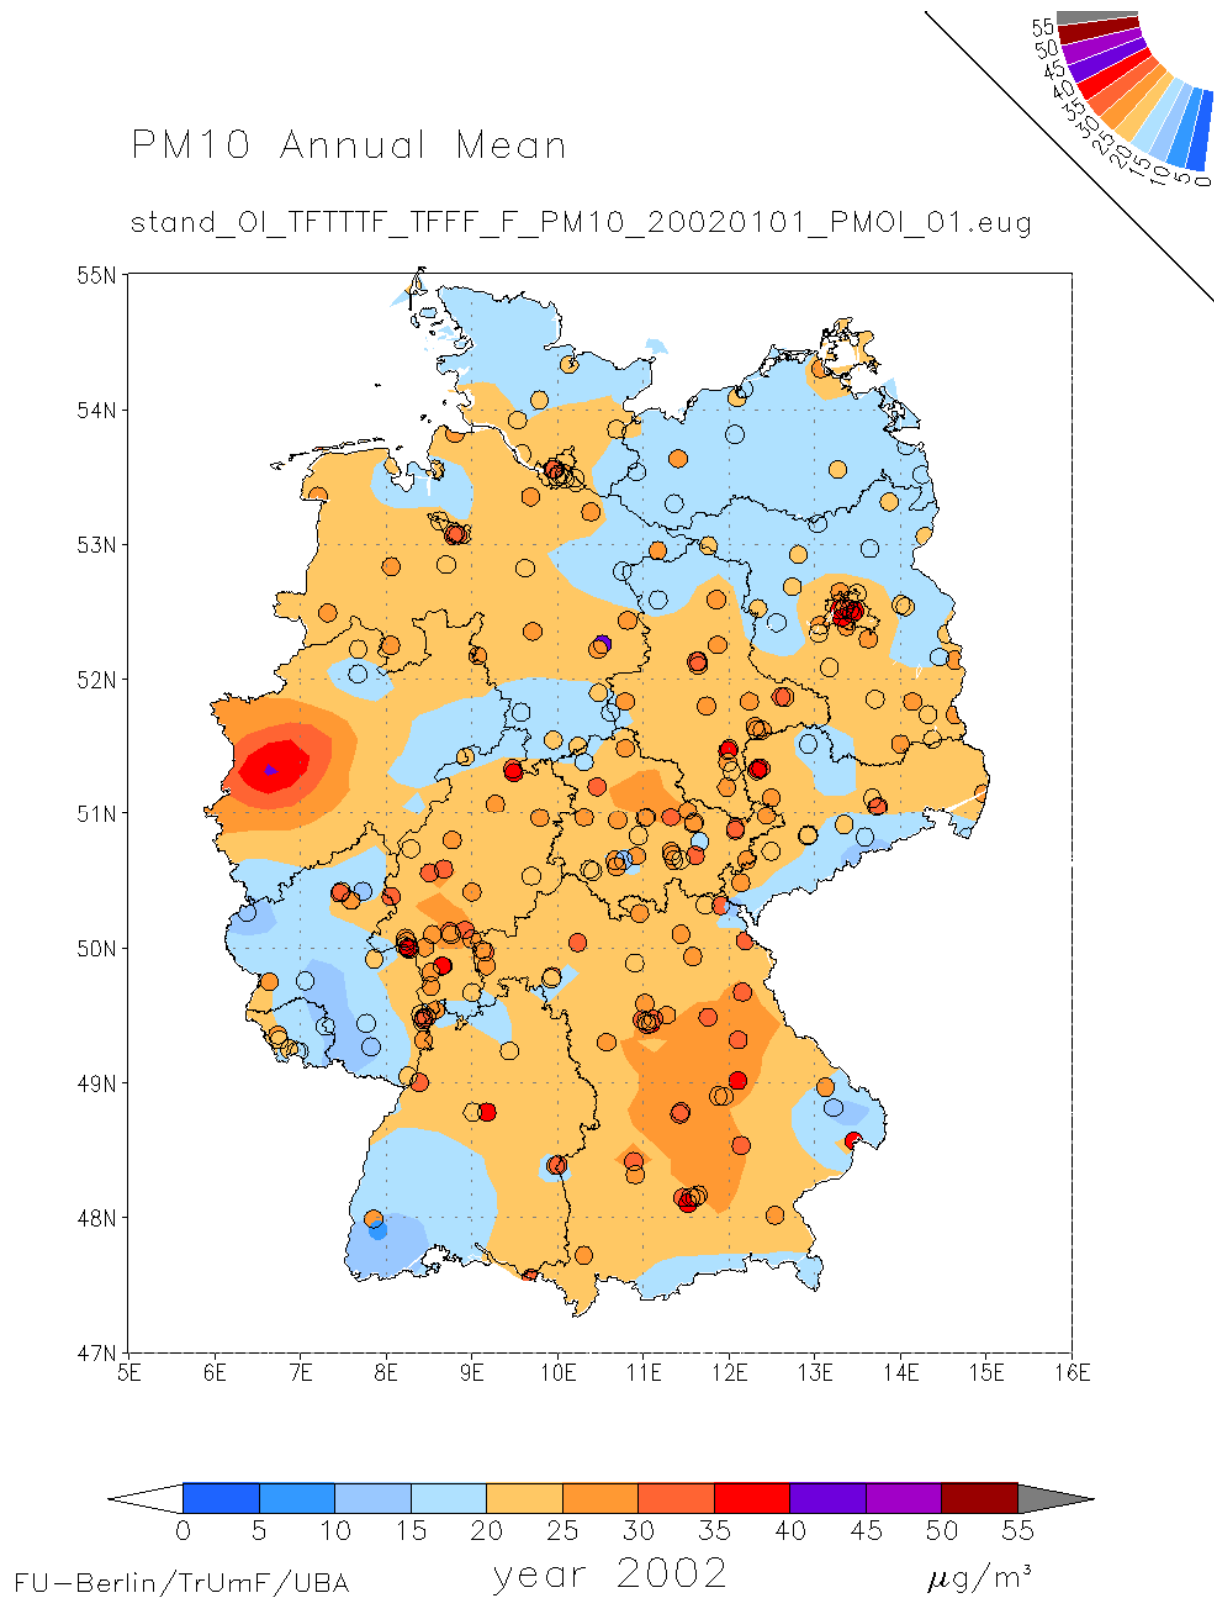 55
50
45
40
35
30
25
20
15
10
5
0
PM10 Annual Mean
stand_OI_TFTTTF_TFFF_F_PM10_20020101_PMOI_01.eug
55N
54N
53N
52N
51N
50N
49N
48N
47N
5E 6E 7E 8E 9E 10E 11E 12E 13E 14E 15E 16E
0 5 10 15 20 25 30 35 40 45 50 55
FU-Berlin/TrUmF/UBA year 2002 µg/m³